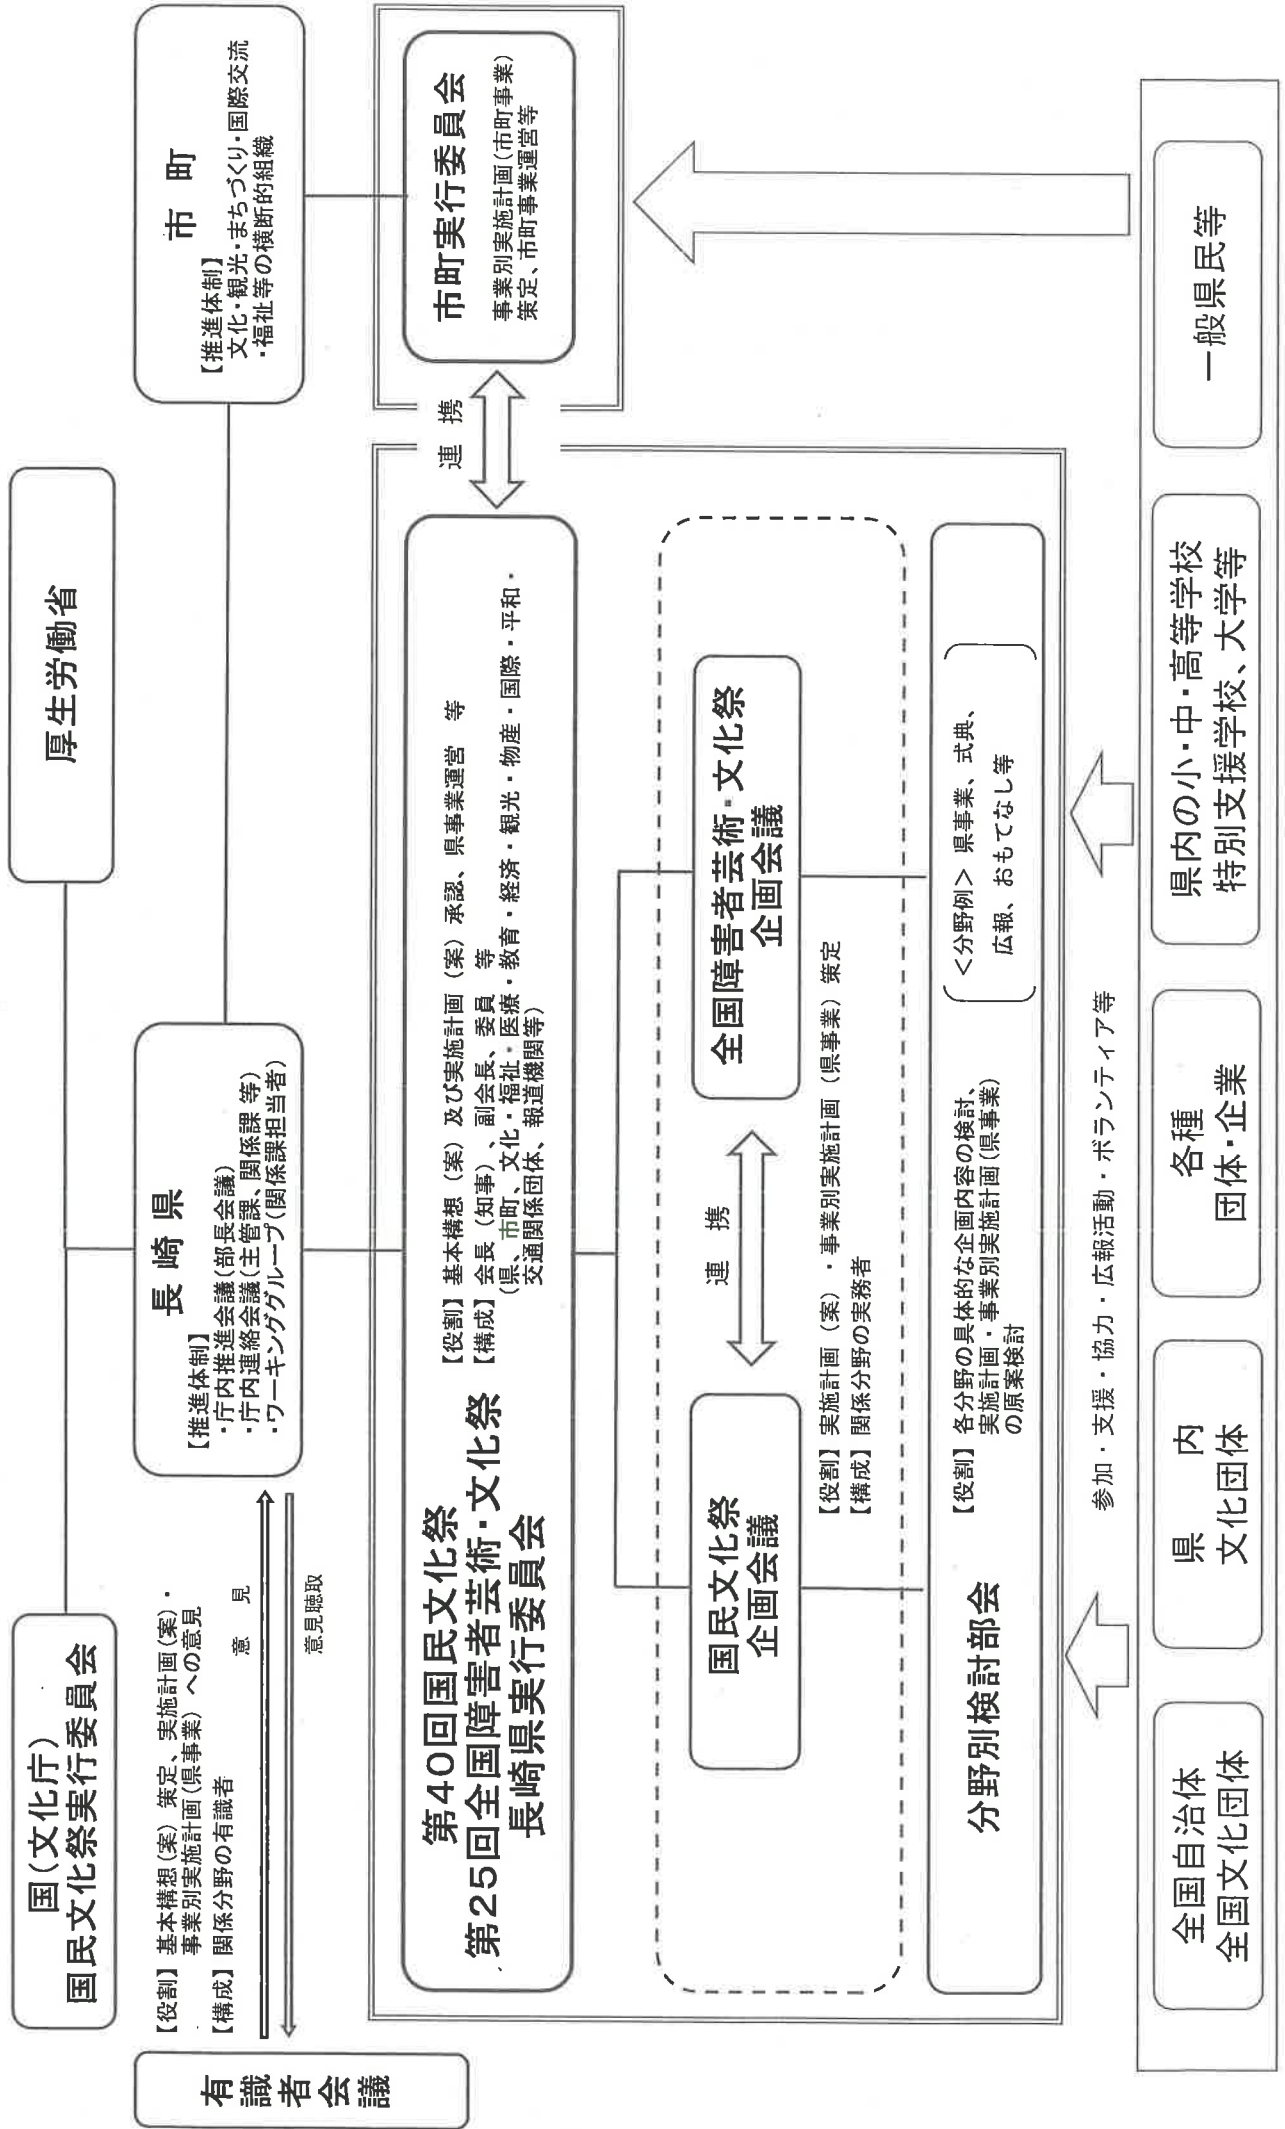 国(文化庁)
国民文化祭実行委員会
厚生労働省
有識者会議
【役割】基本構想(案)策定、実施計画(案)・
事業別実施計画(県事業)への意見
【構成】関係分野の有識者
意 見
意見聴取
長 崎 県
【推進体制】
・庁内推進会議(部長会議)
・庁内連絡会議(主管課、関係課 等)
・ワーキンググループ(関係課担当者)
市 町
【推進体制】
文化・観光・まちづくり・国際交流
・福祉等の横断的組織
第40回国民文化祭
第25回全国障害者芸術・文化祭
長崎県実行委員会
【役割】基本構想(案)及び実施計画(案)承認、県事業運営 等
【構成】会長(知事)、副会長、委員 等
(県、市町、文化・福祉・医療・教育・経済・観光・物産・国際・平和・
交通関係団体、報道機関等)
連 携
市町実行委員会
事業別実施計画(市町事業)
策定、市町事業運営等
国民文化祭
企画会議
連 携
全国障害者芸術・文化祭
企画会議
【役割】実施計画(案)・事業別実施計画(県事業)策定
【構成】関係分野の実務者
分野別検討部会
【役割】各分野の具体的な企画内容の検討、
実施計画・事業別実施計画(県事業)
の原案検討
<分野例> 県事業、式典、
広報、おもてなし等
参加・支援・協力・広報活動・ボランティア等
全国自治体
全国文化団体
県 内
文化団体
各種
団体・企業
県内の小・中・高等学校
特別支援学校、大学等
一般県民等